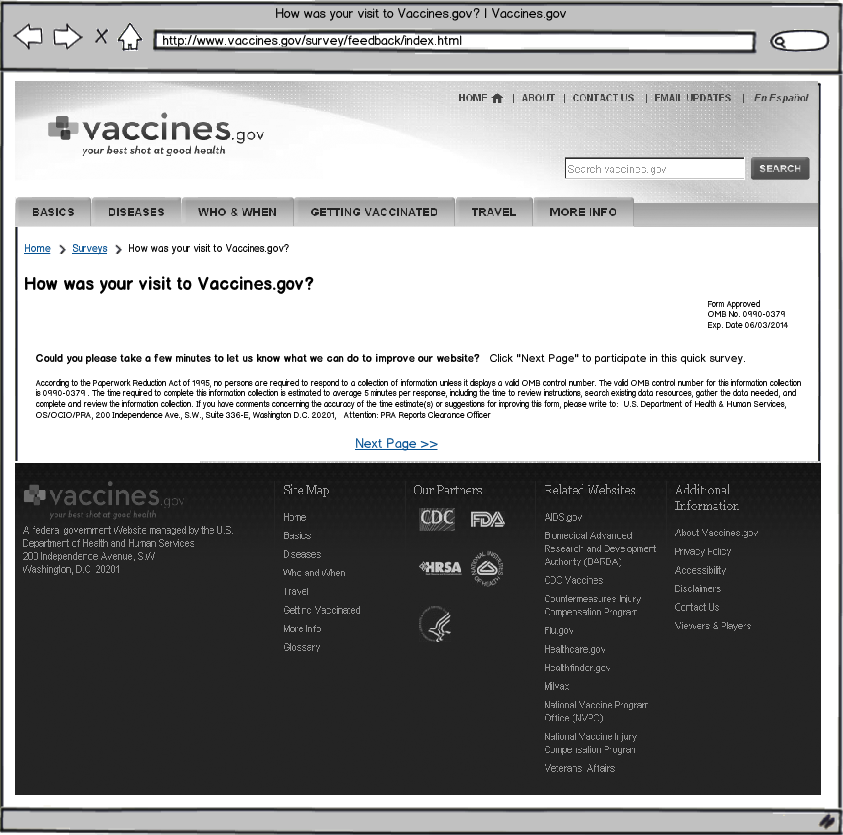 How was your visit to Vaccines.gov? | Vaccines.gov
http://www.vaccines.gov/survey/feedback/index.html
HOME | ABOUT | CONTACT US | EMAIL UPDATES | En Español
vaccines.gov
your best shot at good health
Search vaccines.gov
SEARCH
BASICS DISEASES WHO & WHEN GETTING VACCINATED TRAVEL MORE INFO
Home Surveys How was your visit to Vaccines.gov?
How was your visit to Vaccines.gov?
Form Approved
OMB No. 0990-0379
Exp. Date 06/03/2014
Could you please take a few minutes to let us know what we can do to improve our website? Click "Next Page" to participate in this quick survey.
According to the Paperwork Reduction Act of 1995, no persons are required to respond to a collection of information unless it displays a valid OMB control number. The valid OMB control number for this information collection
is 0990-0379 . The time required to complete this information collection is estimated to average 5 minutes per response, including the time to review instructions, search existing data resources, gather the data needed, and
complete and review the information collection. If you have comments concerning the accuracy of the time estimate(s) or suggestions for improving this form, please write to: U.S. Department of Health & Human Services,
OS/OCIO/PRA, 200 Independence Ave., S.W., Suite 336-E, Washington D.C. 20201, Attention: PRA Reports Clearance Officer
Next Page >>
vaccines.gov
your best shot at good health
A federal government Website managed by the U.S.
Department of Health and Human Services
200 Independence Avenue, S.W.
Washington, D.C. 20201
Site Map
Home
Basics
Diseases
Who and When
Travel
Getting Vaccinated
More Info
Glossary
Our Partners
CDC FDA
HRSA NATIONAL INSTITUTES OF HEALTH
Related Websites
AIDS.gov
Biomedical Advanced
Research and Development
Authority (BARDA)
CDC Vaccines
Countermeasures Injury
Compensation Program
Flu.gov
Healthcare.gov
Healthfinder.gov
Milvax
National Vaccine Program
Office (NVPO)
National Vaccine Injury
Compensation Program
Veterans' Affairs
Additional
Information
About Vaccines.gov
Privacy Policy
Accessibility
Disclaimers
Contact Us
Viewers & Players